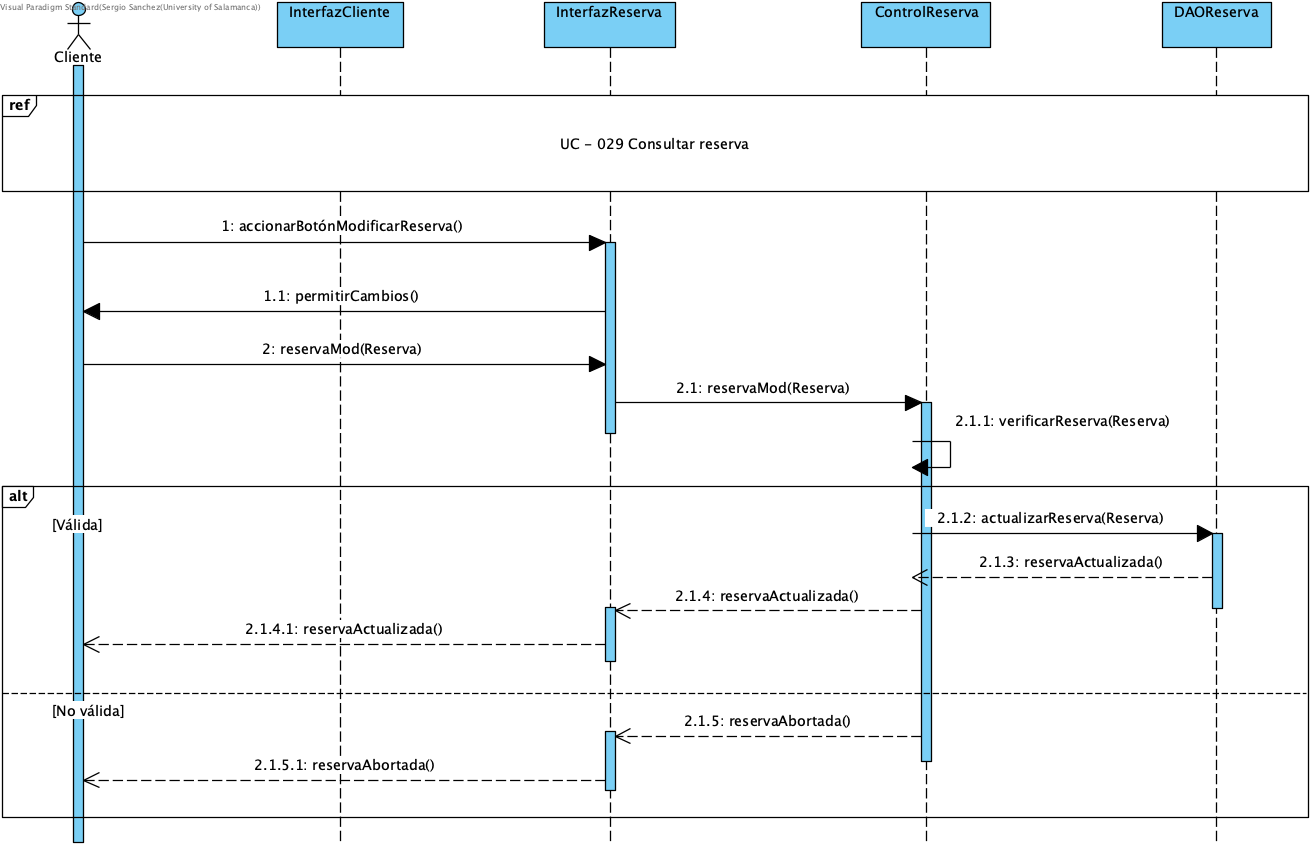 Visual Paradigm Standard(Sergio Sanchez(University of Salamanca))
Cliente
InterfazCliente
InterfazReserva
ControlReserva
DAOReserva
ref
UC - 029 Consultar reserva
1: accionarBotónModificarReserva()
1.1: permitirCambios()
2: reservaMod(Reserva)
2.1: reservaMod(Reserva)
2.1.1: verificarReserva(Reserva)
alt
[Válida]
2.1.2: actualizarReserva(Reserva)
2.1.3: reservaActualizada()
2.1.4: reservaActualizada()
2.1.4.1: reservaActualizada()
[No válida]
2.1.5: reservaAbortada()
2.1.5.1: reservaAbortada()